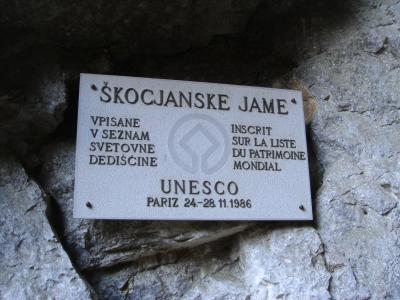 "ŠKOCJANSKE JAME"
VPISANE
V SEZNAM
SVETOVNE
DEDIŠČINE
INSCRIT
SUR LA LISTE
DU PATRIMOINE
MONDIAL
UNESCO
PARIZ 24-28.11.1986